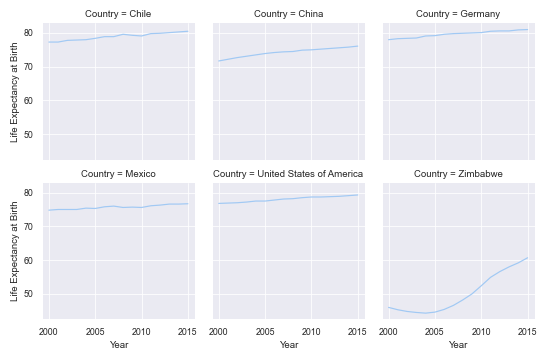 Country = Chile
Country = China
Country = Germany
80
70
60
50
Life Expectancy at Birth
Country = Mexico
Country = United States of America
Country = Zimbabwe
80
70
60
50
Life Expectancy at Birth
2000 2005 2010 2015
2000 2005 2010 2015
2000 2005 2010 2015
Year
Year
Year